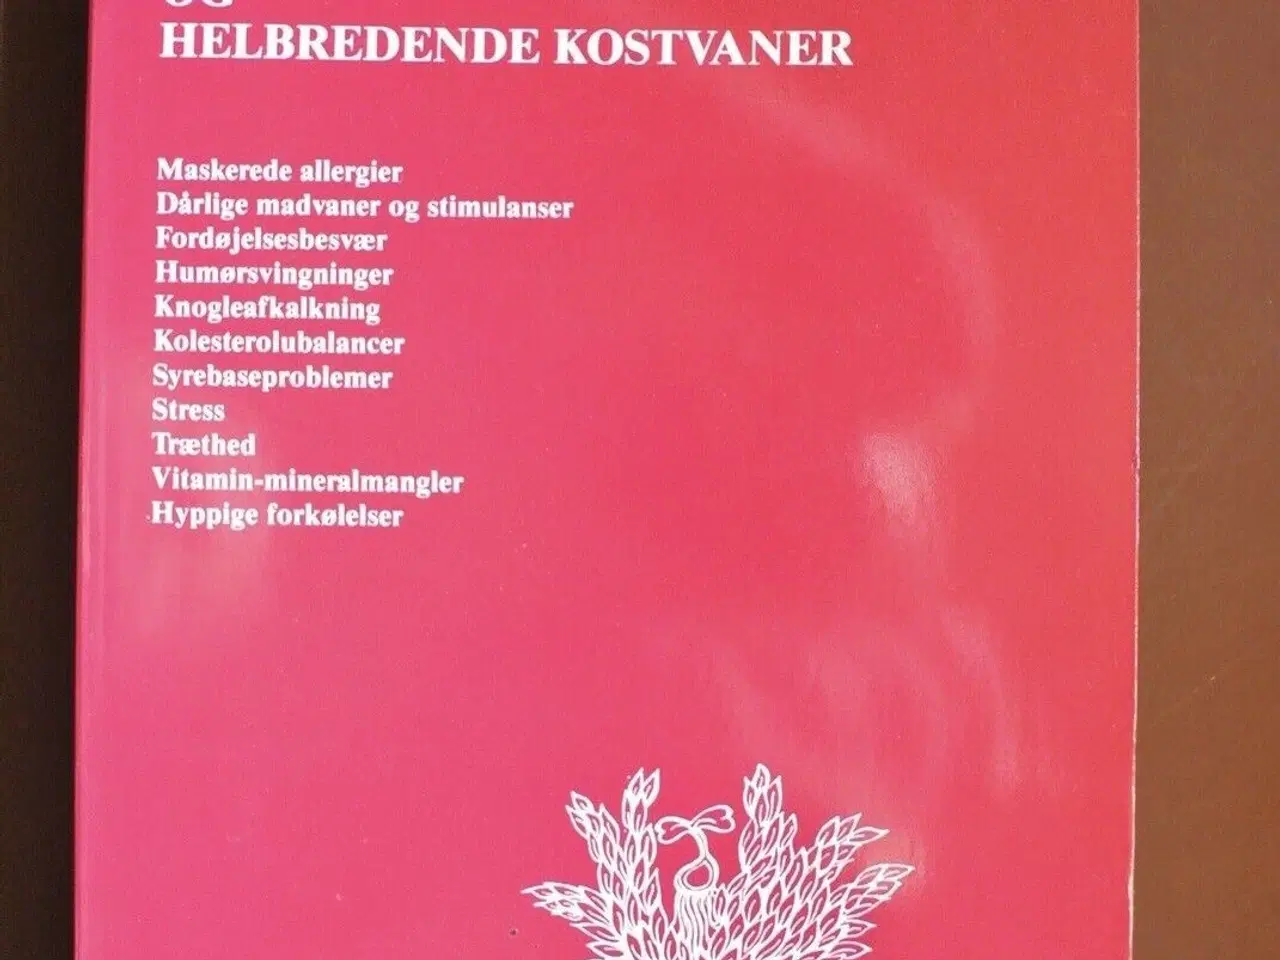 OG
HELBREDENDE KOSTVANER
Maskerede allergier
Dårlige madvaner og stimulanser
Fordøjelsesbesvær
Humørsvingninger
Knogleafkalkning
Kolesterolubalancer
Syrebaseproblemer
Stress
Træthed
Vitamin-mineralmangler
Hyppige forkølelser